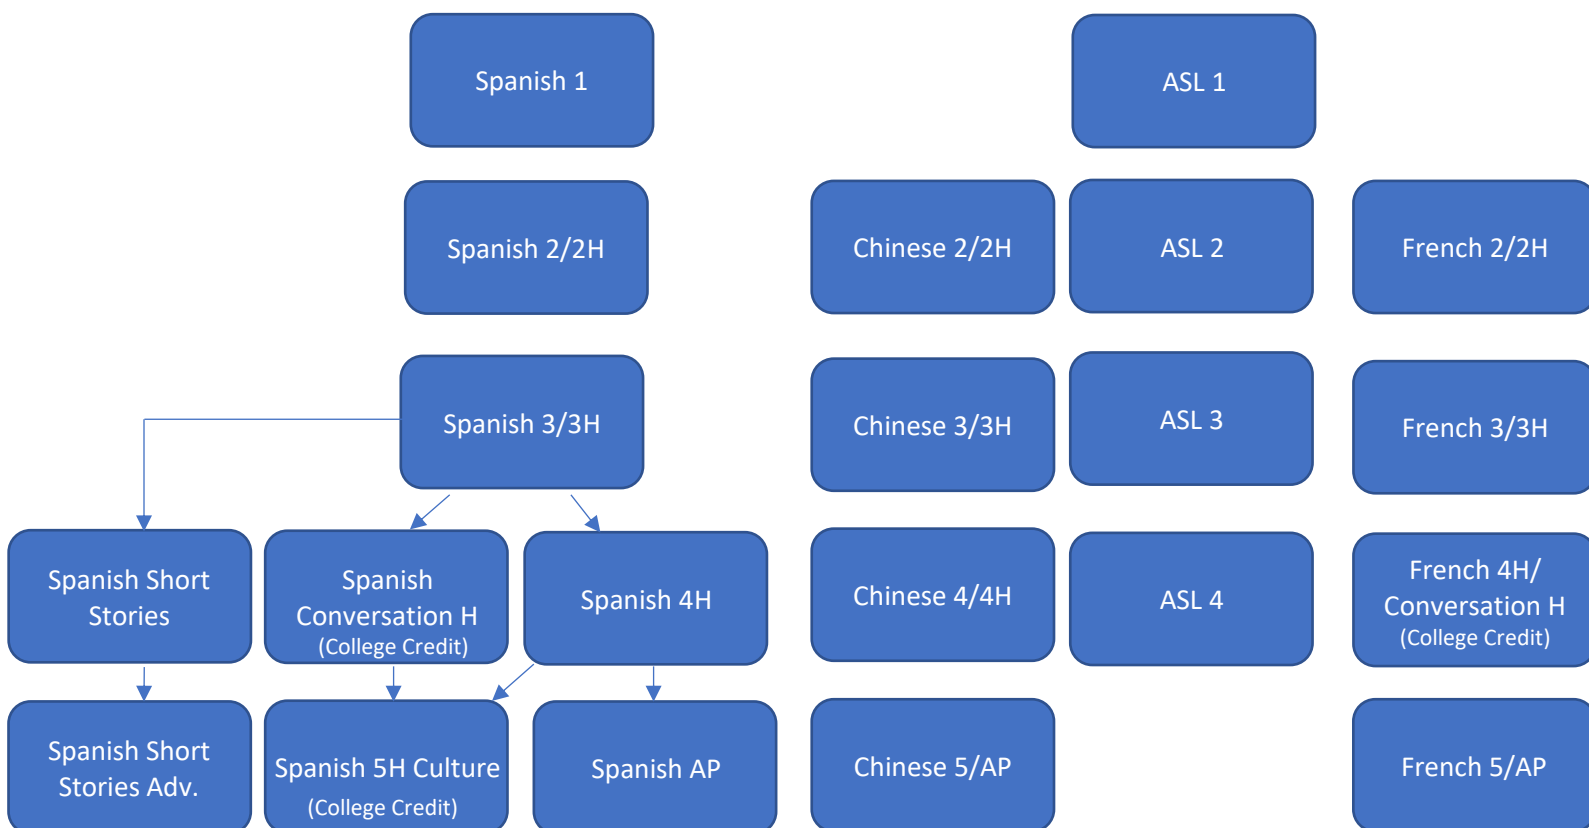 Spanish 1
ASL 1
Spanish 2/2H
Chinese 2/2H
ASL 2
French 2/2H
Spanish 3/3H
Chinese 3/3H
ASL 3
French 3/3H
Spanish Short
Stories
Spanish
Conversation H
(College Credit)
Spanish 4H
Chinese 4/4H
ASL 4
French 4H/
Conversation H
(College Credit)
Spanish Short
Stories Adv.
Spanish 5H Culture
(College Credit)
Spanish AP
Chinese 5/AP
French 5/AP